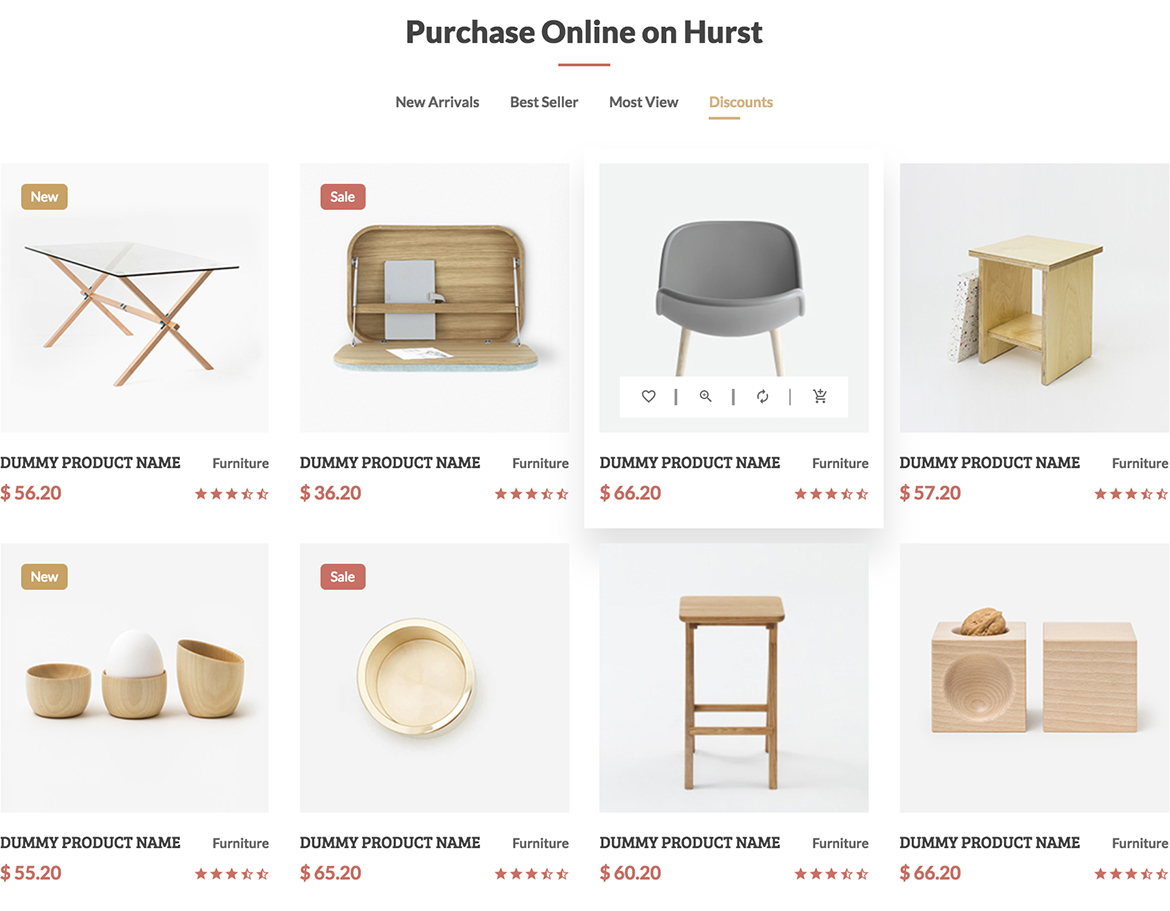 Purchase Online on Hurst
New Arrivals Best Seller Most View Discounts
New
Sale
DUMMY PRODUCT NAME Furniture
$ 56.20
DUMMY PRODUCT NAME Furniture
$ 36.20
DUMMY PRODUCT NAME Furniture
$ 66.20
DUMMY PRODUCT NAME Furniture
$ 57.20
New
Sale
DUMMY PRODUCT NAME Furniture
$ 55.20
DUMMY PRODUCT NAME Furniture
$ 65.20
DUMMY PRODUCT NAME Furniture
$ 60.20
DUMMY PRODUCT NAME Furniture
$ 66.20